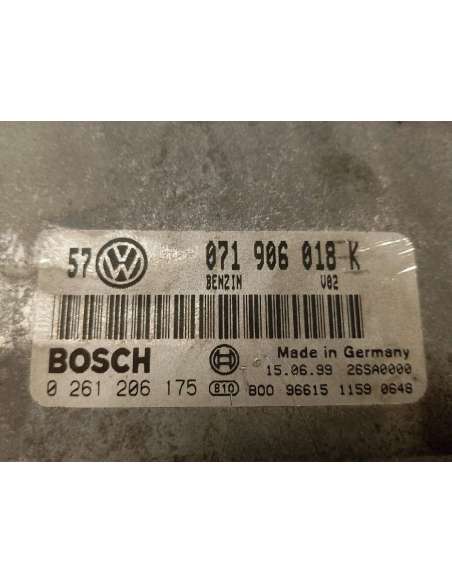 57 071 906 018 K
BENZIN V02
BOSCH Made in Germany
15.06.99 26SA0000
0 261 206 175 810 B00 96615 1159 0648